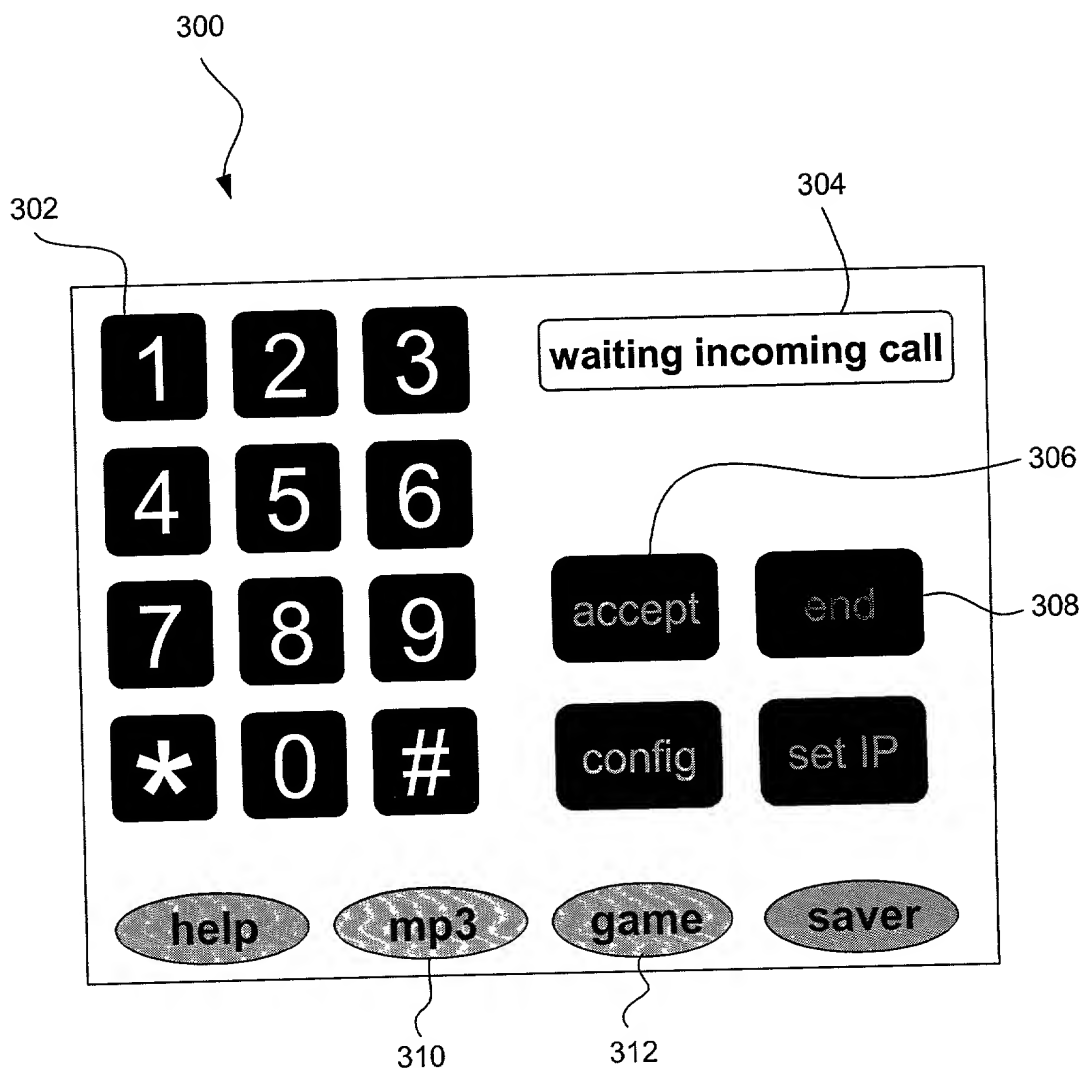 300
302
304
1 2 3
waiting incoming call
4 5 6
306
7 8 9
accept end
308
* 0 #
config set IP
help mp3 game saver
310
312